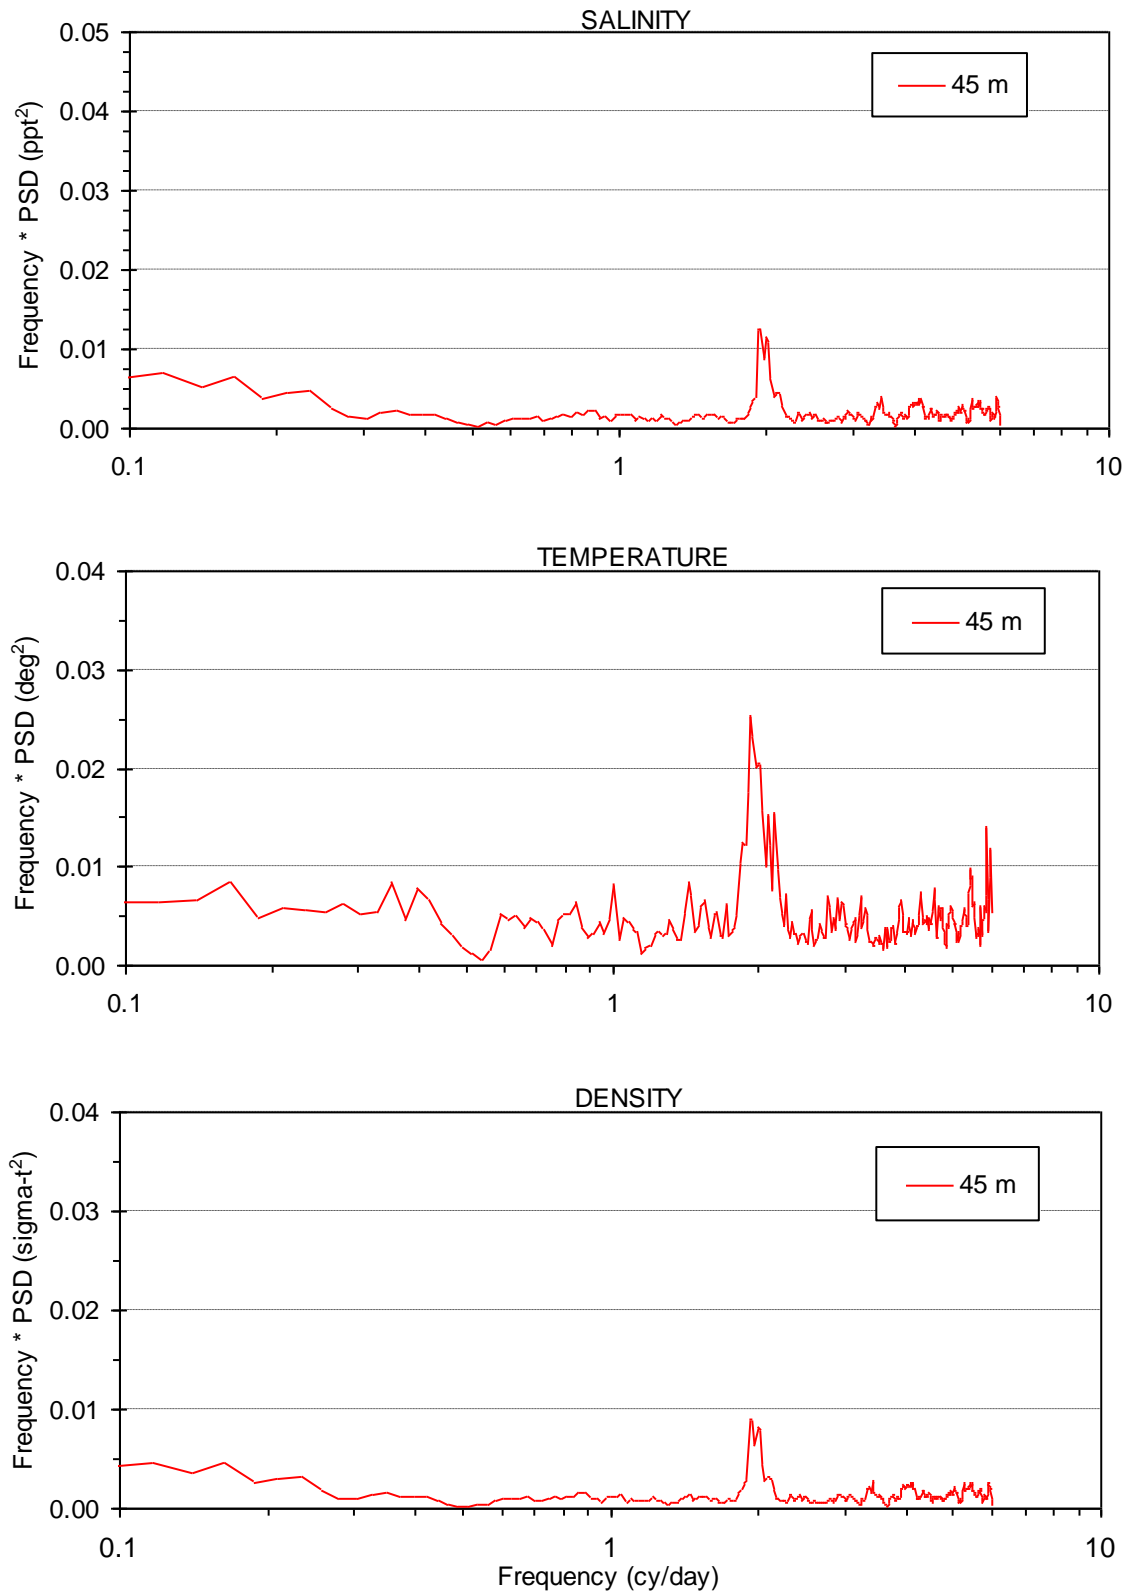 SALINITY
0.05
0.04
0.03
0.02
0.01
0.00
Frequency * PSD (ppt²)
45 m
0.1 1 10
TEMPERATURE
0.04
0.03
0.02
0.01
0.00
Frequency * PSD (deg²)
45 m
0.1 1 10
DENSITY
0.04
0.03
0.02
0.01
0.00
Frequency * PSD (sigma-t²)
45 m
0.1 1 10
Frequency (cy/day)